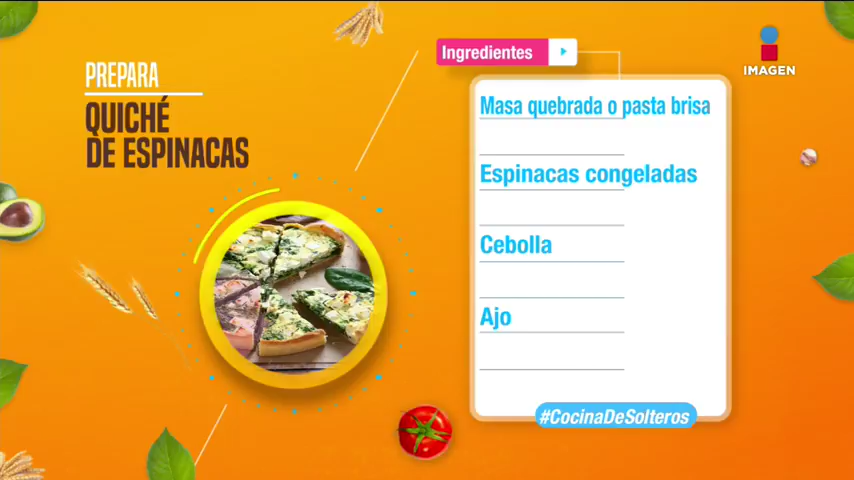 PREPARA
QUICHÉ
DE ESPINACAS
Ingredientes
IMAGEN
Masa quebrada o pasta brisa
Espinacas congeladas
Cebolla
Ajo
#CocinaDeSolteros